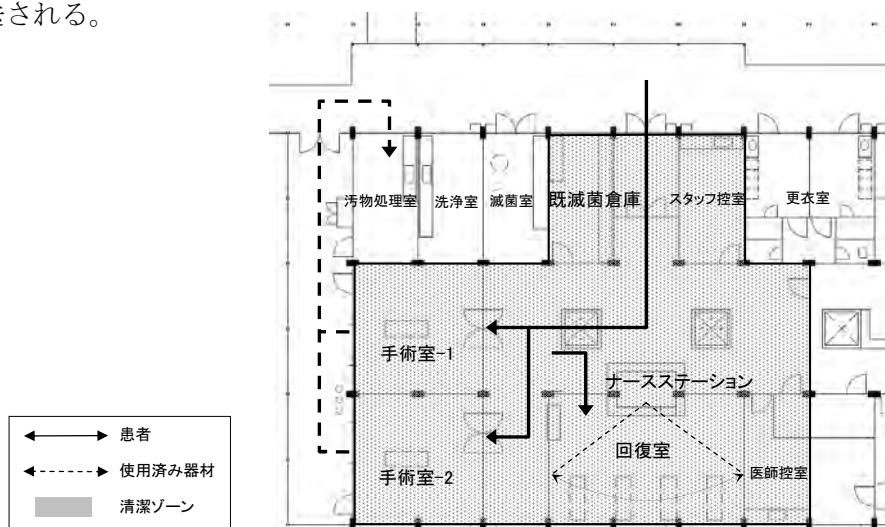 をされる。
汚物処理室
洗浄室
滅菌室
既滅菌倉庫
スタッフ控室
更衣室
手術室-1
ナースステーション
手術室-2
回復室
医師控室
患者
使用済み器材
清潔ゾーン